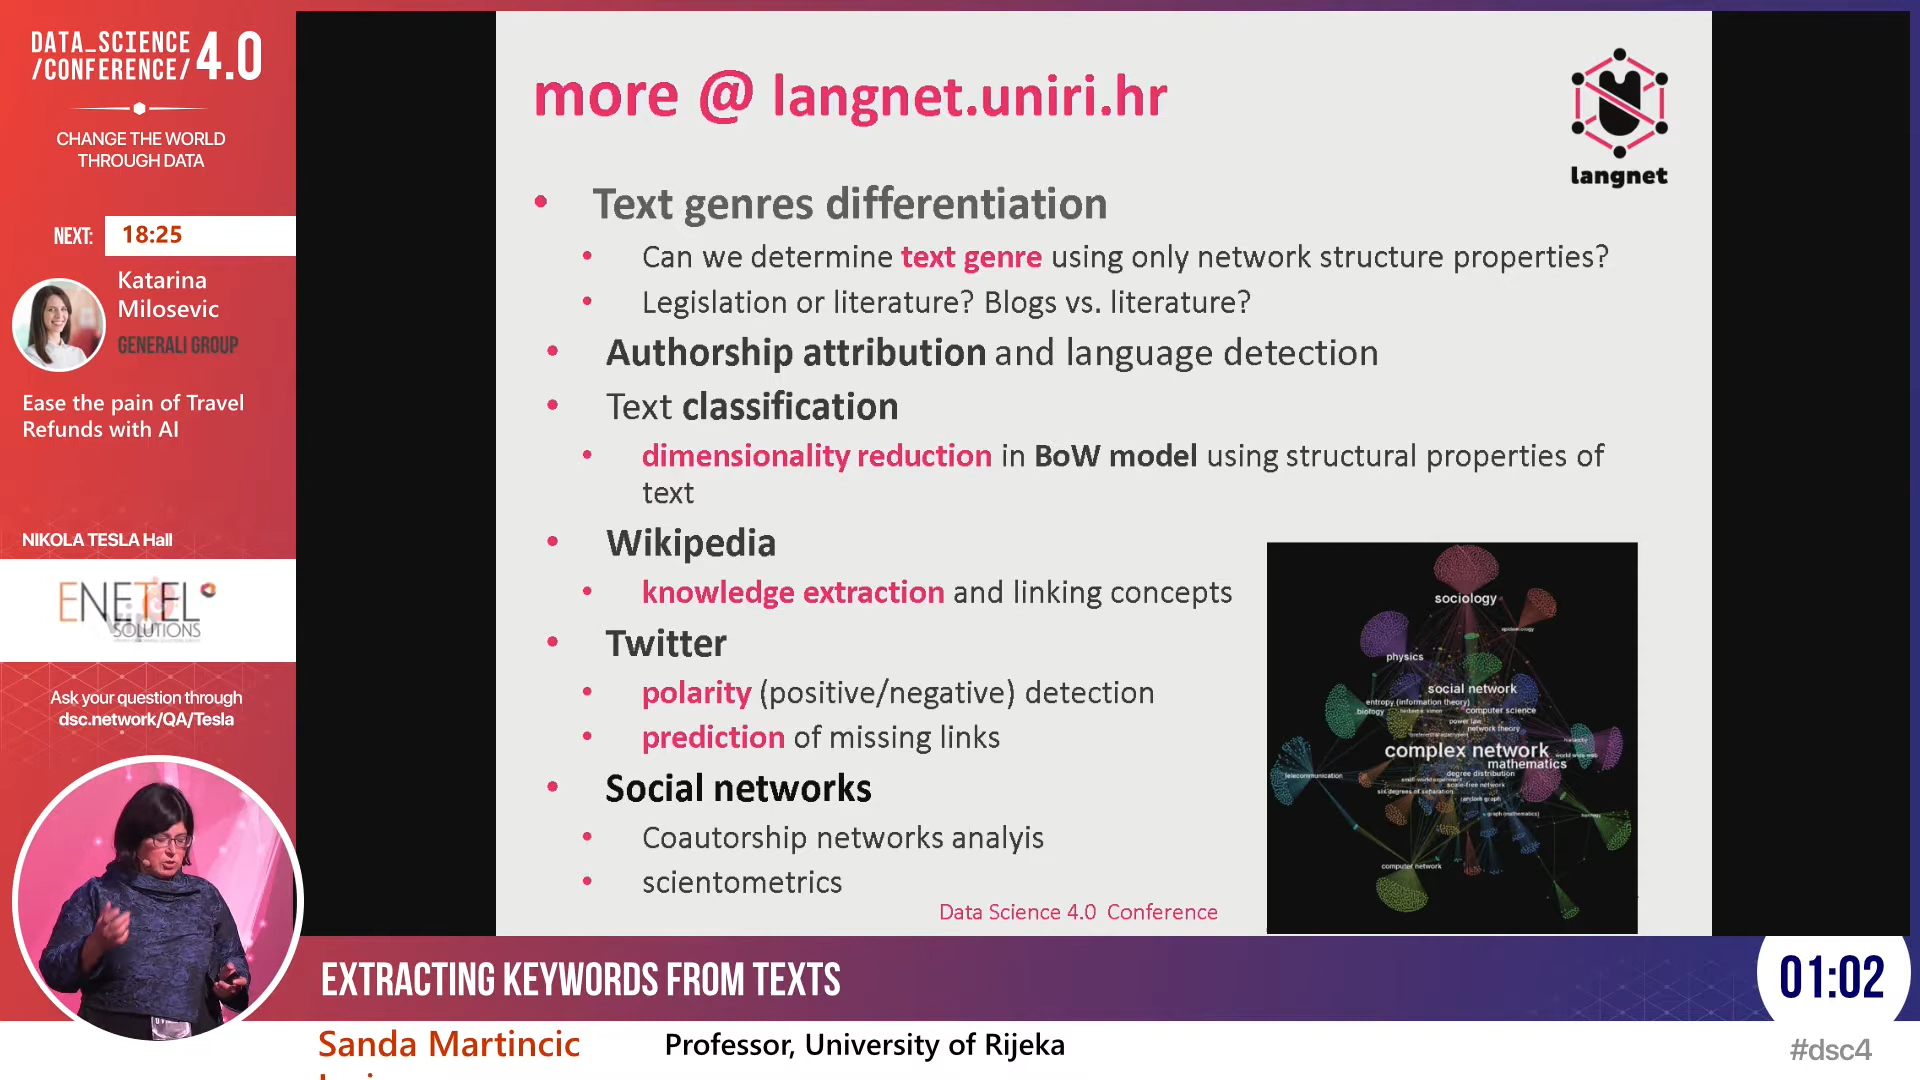 DATA_SCIENCE
/CONFERENCE/ 4.0
CHANGE THE WORLD
THROUGH DATA
NEXT: 18:25
Katarina
Milosevic
GENERALI GROUP
Ease the pain of Travel
Refunds with AI
NIKOLA TESLA Hall
ENETEL
SOLUTIONS
Ask your question through
dsc.network/QA/Tesla
more @ langnet.uniri.hr
langnet
• Text genres differentiation
• Can we determine text genre using only network structure properties?
• Legislation or literature? Blogs vs. literature?
• Authorship attribution and language detection
• Text classification
• dimensionality reduction in BoW model using structural properties of
text
• Wikipedia
• knowledge extraction and linking concepts
• Twitter
• polarity (positive/negative) detection
• prediction of missing links
• Social networks
• Coautorship networks analyis
• scientometrics
Data Science 4.0 Conference
sociology
epidemiology
physics
social network
entropy (information theory)
biology
computer science
power law
network theory
complex network
mathematics
world wide web
telecommunication
degree distribution
small-world experiment
scale-free network
six degrees of separation
random graph
graph (mathematics)
computer network
EXTRACTING KEYWORDS FROM TEXTS
01:02
Sanda Martincic
Professor, University of Rijeka
#dsc4